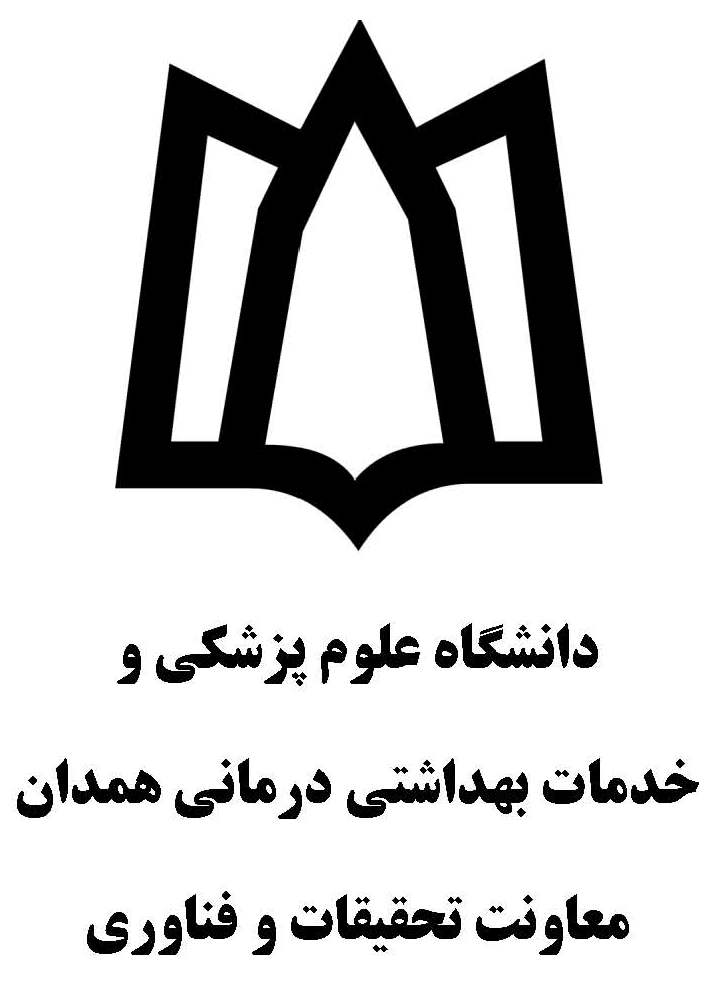 دانشگاه علوم پزشکی و
خدمات بهداشتی درمانی همدان
معاونت تحقیقات و فناوری